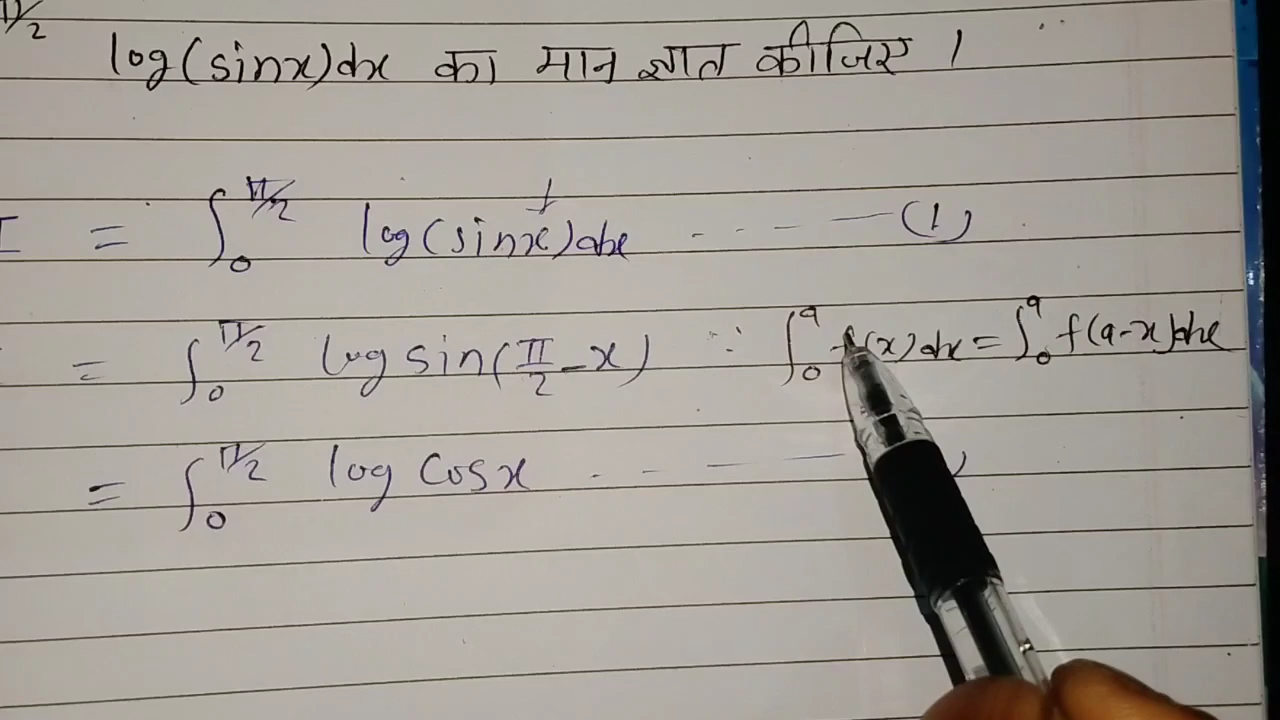 π/2
log(sinx)dx का मान ज्ञात कीजिए ।
I = ∫₀^π/2 log(sinx)dx ... — (1)
= ∫₀^π/2 log sin(π/2 - x) ∵ ∫₀^a f(x)dx = ∫₀^a f(a-x)dx
= ∫₀^π/2 log cosx ... —